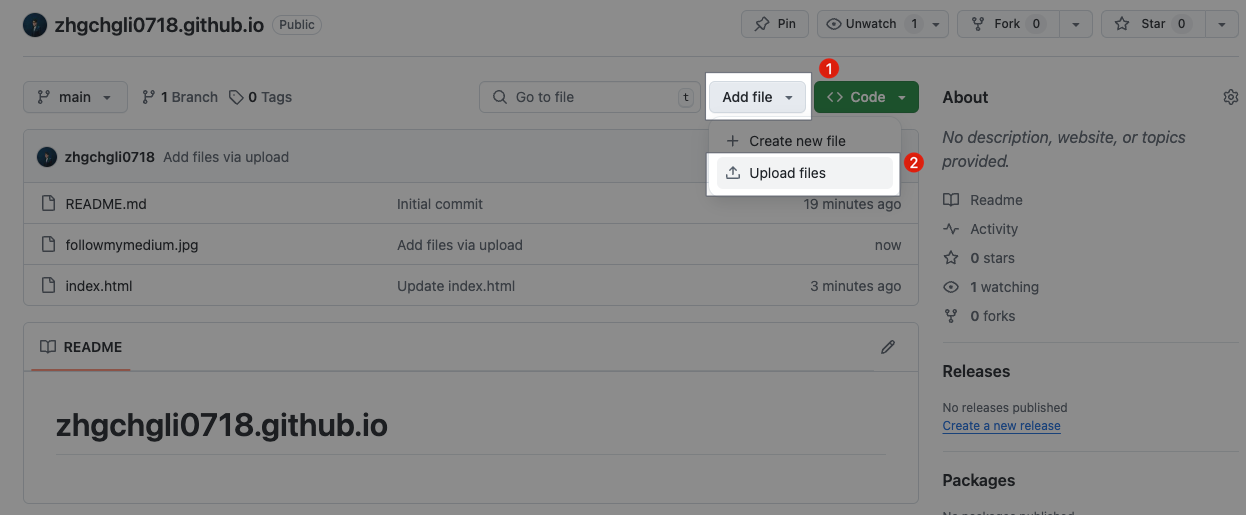 zhgchgli0718.github.io Public Pin Unwatch 1 Fork 0 Star 0
1
main 1 Branch 0 Tags Go to file t Add file Code
Create new file
Upload files 2
zhgchgli0718 Add files via upload
README.md Initial commit 19 minutes ago
followmymedium.jpg Add files via upload now
index.html Update index.html 3 minutes ago
README
zhgchgli0718.github.io
About
No description, website, or topics
provided.
Readme
Activity
0 stars
1 watching
0 forks
Releases
No releases published
Create a new release
Packages
No packages published